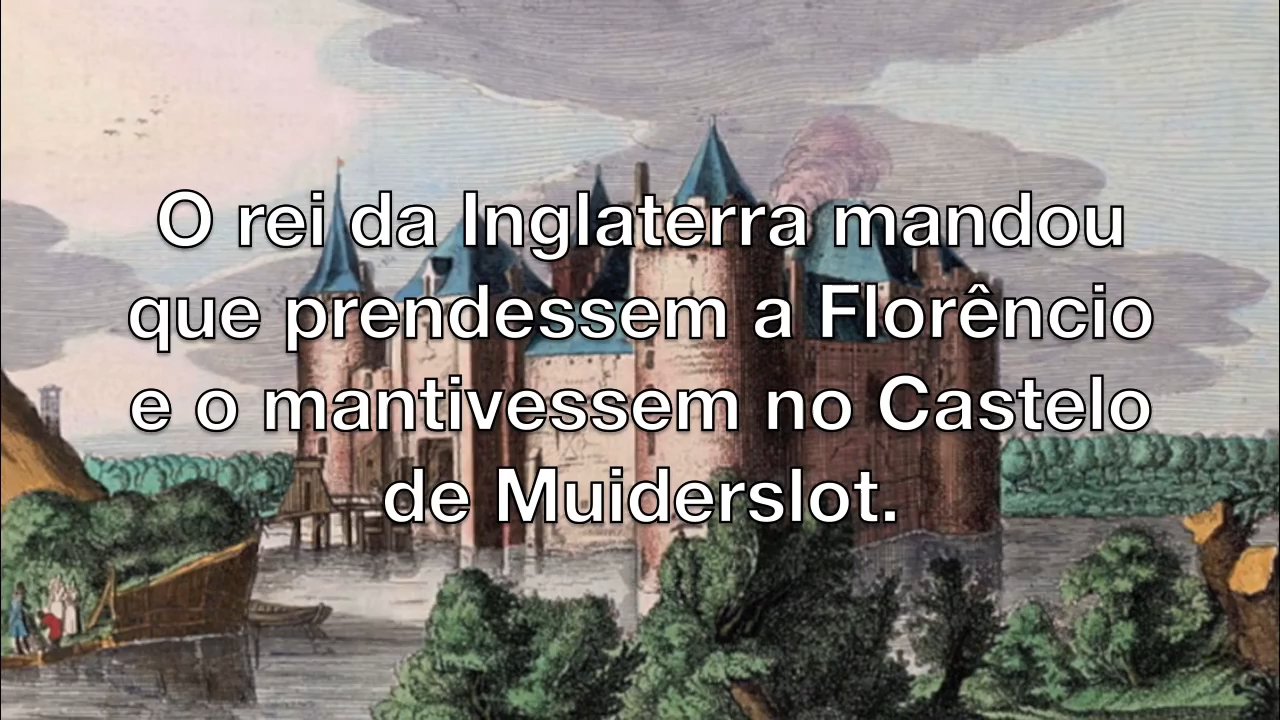 O rei da Inglaterra mandou
que prendessem a Florêncio
e o mantivessem no Castelo
de Muiderslot.